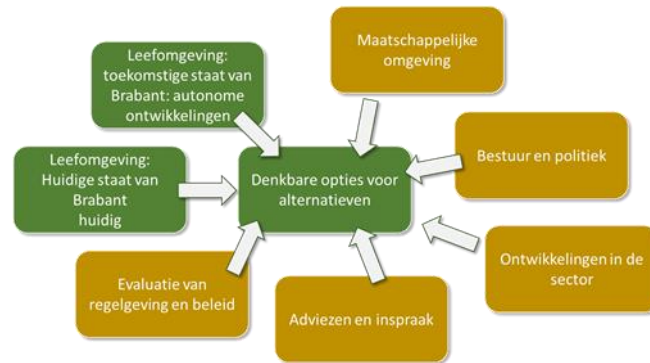 Leefomgeving:
toekomstige staat van
Brabant: autonome
ontwikkelingen
Maatschappelijke
omgeving
Leefomgeving:
Huidige staat van
Brabant
huidig
Denkbare opties voor
alternatieven
Bestuur en politiek
Evaluatie van
regelgeving en beleid
Adviezen en inspraak
Ontwikkelingen in de
sector